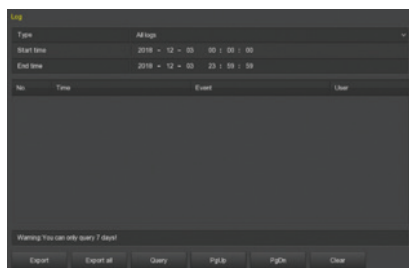 Log
Type All logs
Start time 2018 - 12 - 03 00 : 00 : 00
End time 2018 - 12 - 03 23 : 59 : 59
No Time Event User
Warning:You can only query 7 days!
Export Export all Query PgUp PgDn Clear